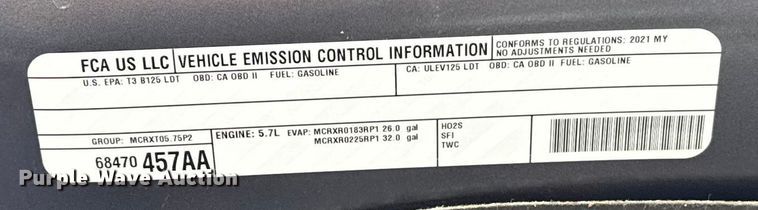 FCA US LLC VEHICLE EMISSION CONTROL INFORMATION CONFORMS TO REGULATIONS: 2021 MY
NO ADJUSTMENTS NEEDED
U.S. EPA: T3 B125 LDT OBD: CA OBD II FUEL: GASOLINE
CA: ULEV125 LDT OBD: CA OBD II FUEL: GASOLINE
GROUP: MCRXT05.75P2
68470 457AA
ENGINE: 5.7L EVAP: MCRXR0183RP1 26.0 gal
MCRXR0225RP1 32.0 gal
HO2S
SFI
TWC
Purple Wave Auction